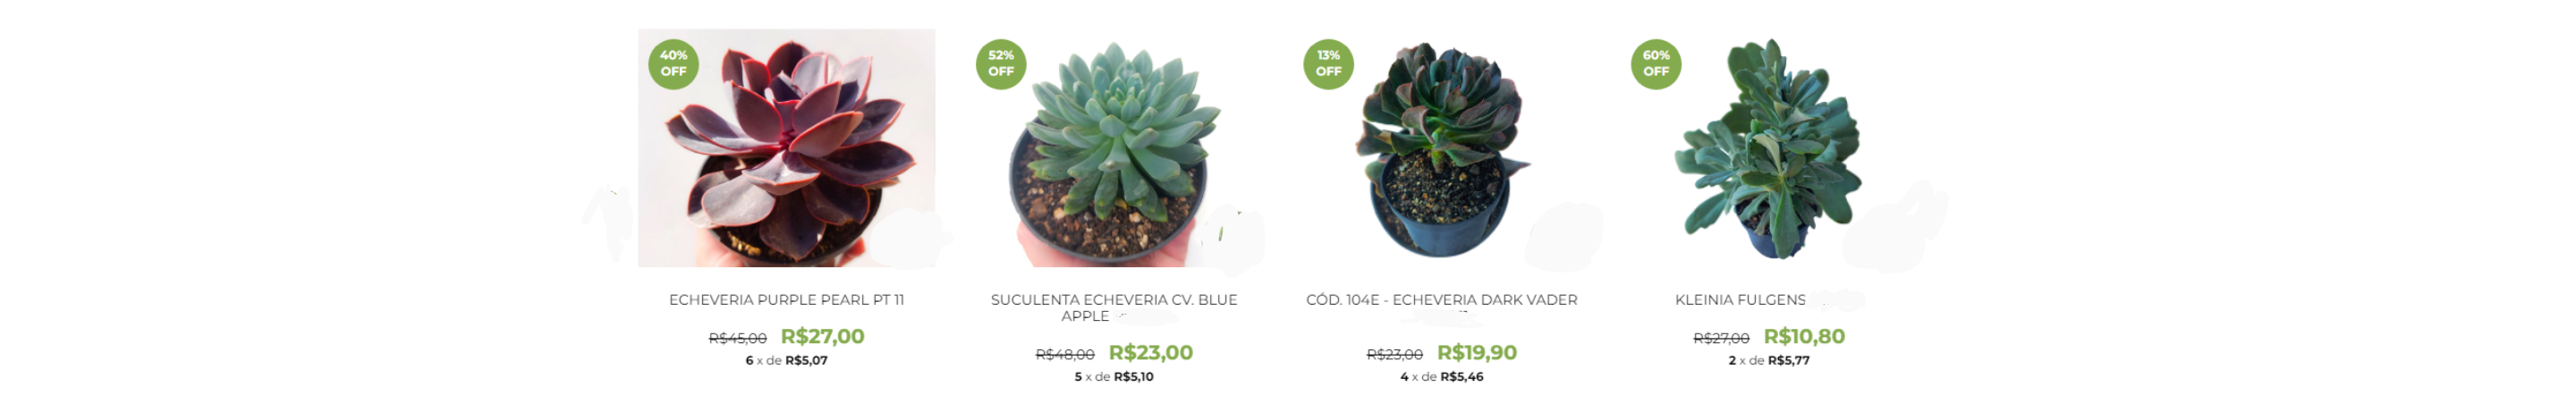 40%
OFF
52%
OFF
13%
OFF
60%
OFF
ECHEVERIA PURPLE PEARL PT 11
R$45,00 R$27,00
6 x de R$5,07
SUCULENTA ECHEVERIA CV. BLUE
APPLE
R$48,00 R$23,00
5 x de R$5,10
CÓD. 104E - ECHEVERIA DARK VADER
R$23,00 R$19,90
4 x de R$5,46
KLEINIA FULGENS
R$27,00 R$10,80
2 x de R$5,77